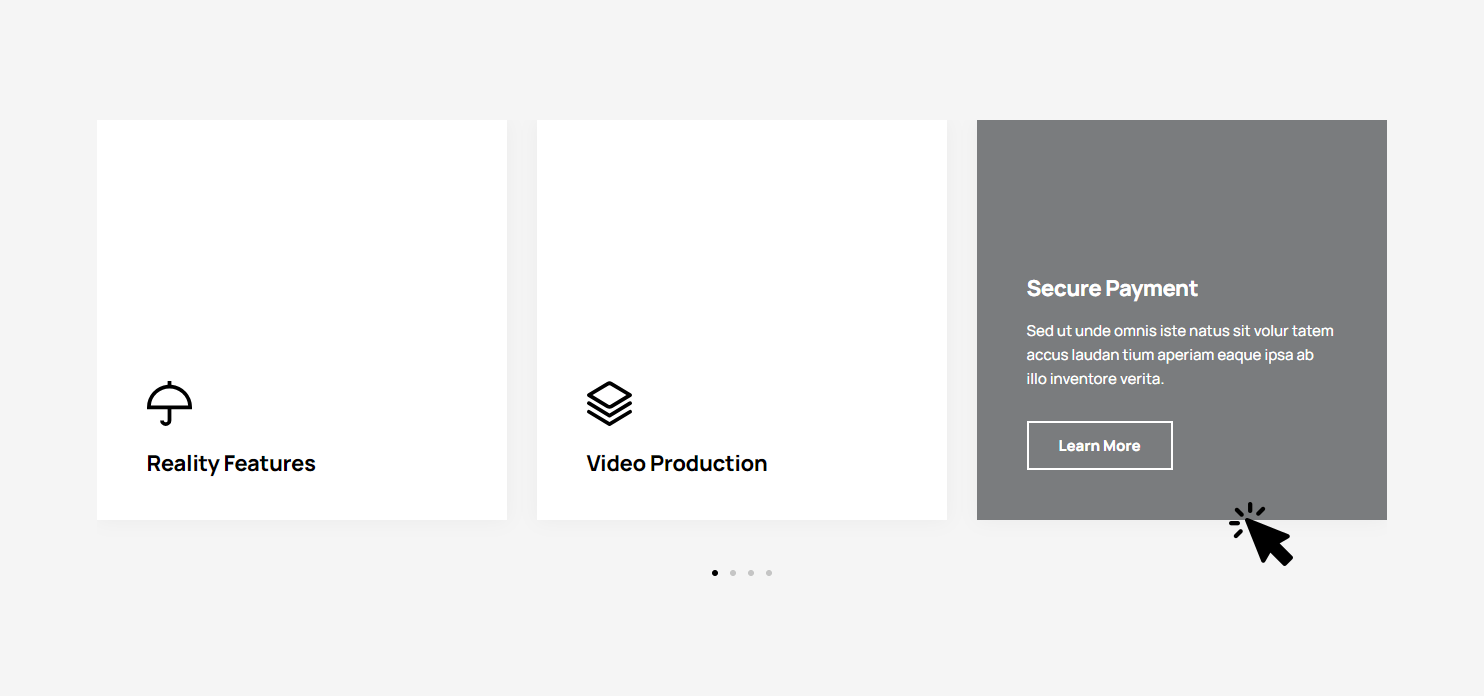 Reality Features
Video Production
Secure Payment
Sed ut unde omnis iste natus sit volur tatem
accus laudan tium aperiam eaque ipsa ab
illo inventore verita.
Learn More